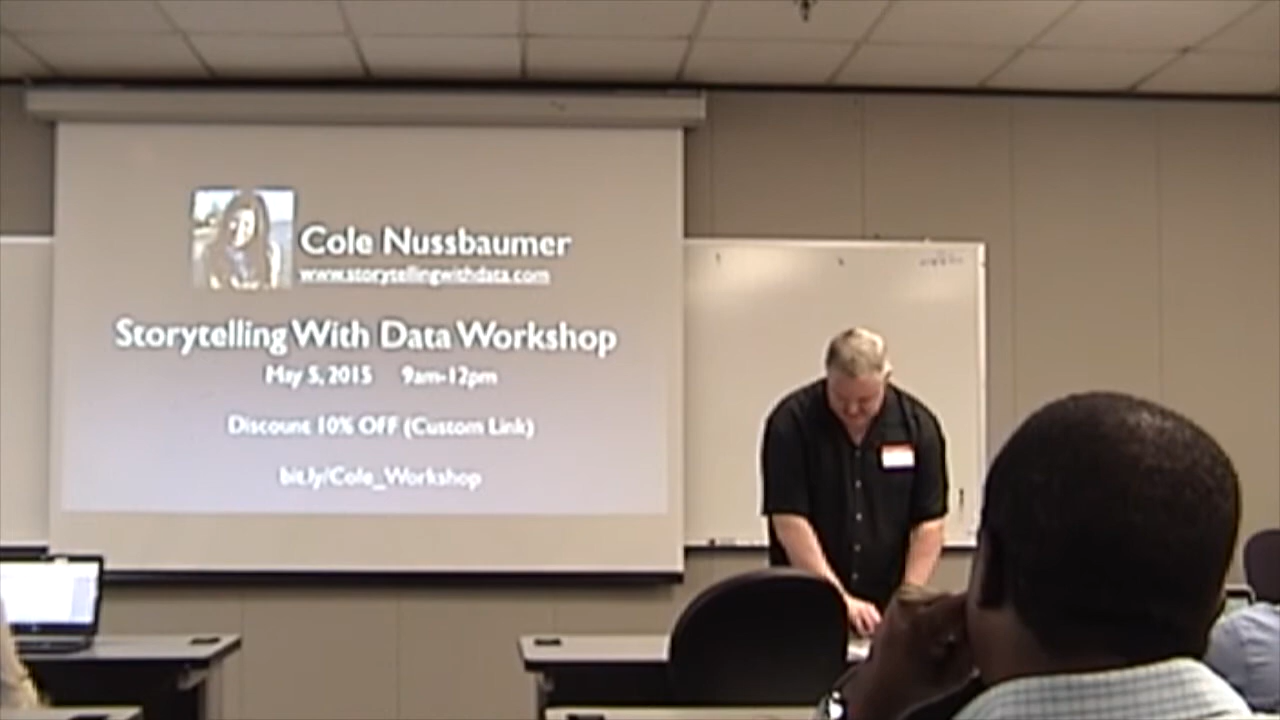 Cole Nussbaumer
www.storytellingwithdata.com
Storytelling With Data Workshop
May 5, 2015 9am-12pm
Discount 10% OFF (Custom Link)
bit.ly/Cole_Workshop